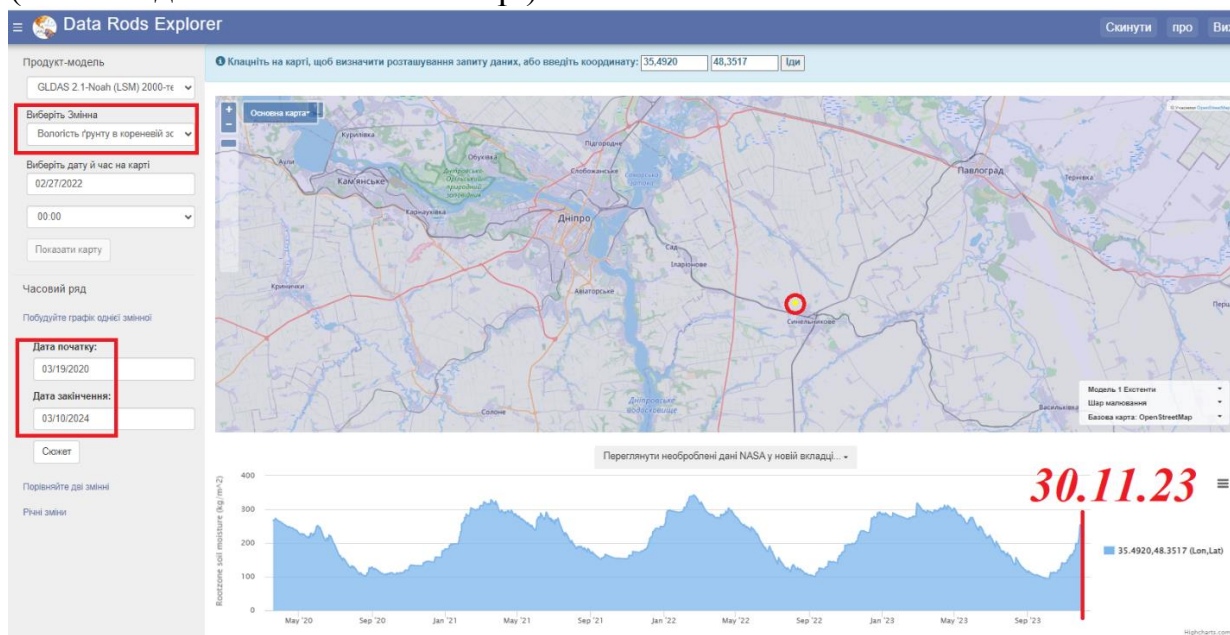 Data Rods Explorer
Скинути
про
Продукт-модель
GLDAS 2.1-Noah (LSM) 2000-те
Виберіть Змінна
Вологість ґрунту в кореневій зо
Виберіть дату й час на карті
02/27/2022
00:00
Показати карту
Часовий ряд
Побудуйте графік однієї змінної
Дата початку:
03/19/2020
Дата закінчення:
03/10/2024
Сюжет
Порівняйте дві змінні
Річні зміни
Клацніть на карті, щоб визначити розташування запиту даних, або введіть координату: 35,4920 48,3517 Іди
+ Основна карта
−
Курилівка
Підгородне
Аули
Обухівка
Кам'янське
Слобожанське
Павлоград
Тернівка
Карнаухівка
Дніпро
Сад
Іларіонове
Кринички
Авіаторське
Синельникове
Солоне
Дніпровське
водосховище
Модель 1 Екстенти
Шар малювання
Базова карта: OpenStreetMap
Переглянути необроблені дані NASA у новій вкладці...
30.11.23
Rootzone soil moisture (kg/m^2)
400
300
200
100
0
May '20 Sep '20 Jan '21 May '21 Sep '21 Jan '22 May '22 Sep '22 Jan '23 May '23 Sep '23
35.4920,48.3517 (Lon,Lat)
Highcharts.com